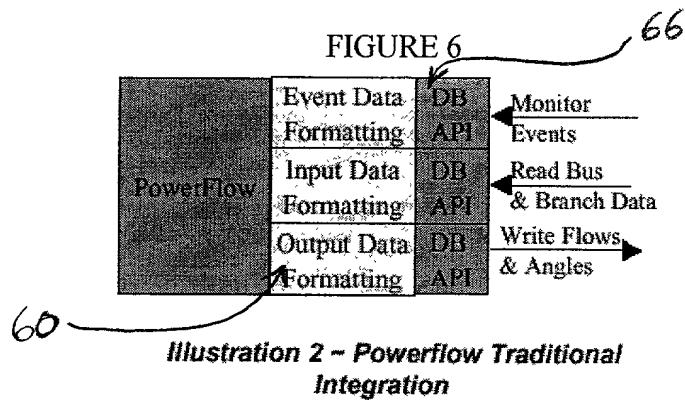 FIGURE 6
66
PowerFlow
Event Data
Formatting
DB
API
Monitor
Events
Input Data
Formatting
DB
API
Read Bus
& Branch Data
Output Data
Formatting
DB
API
Write Flows
& Angles
60
Illustration 2 ~ Powerflow Traditional
Integration